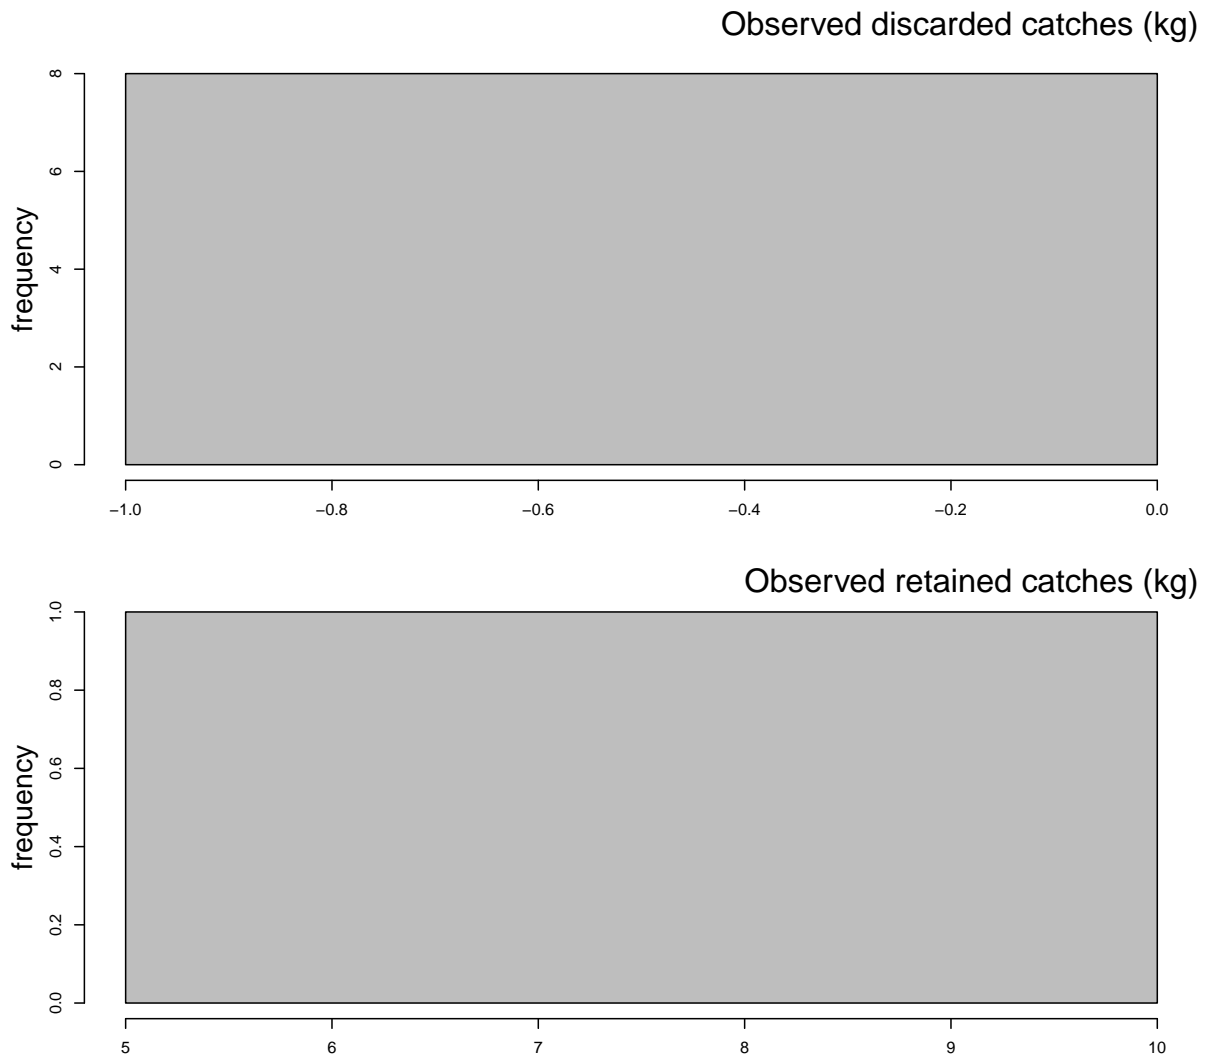 Observed discarded catches (kg)
frequency
8
6
4
2
0
−1.0 −0.8 −0.6 −0.4 −0.2 0.0
Observed retained catches (kg)
frequency
1.0
0.8
0.6
0.4
0.2
0.0
5 6 7 8 9 10